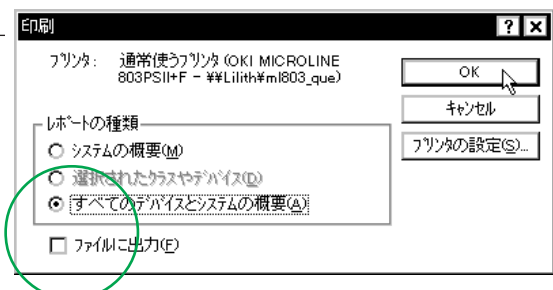 印刷
プリンタ： 通常使うプリンタ (OKI MICROLINE
803PSII+F - ¥¥Lilith¥ml803_que)
OK
キャンセル
プリンタの設定(S)...
レポートの種類
システムの概要(M)
選択されたクラスやデバイス(D)
すべてのデバイスとシステムの概要(A)
ファイルに出力(F)